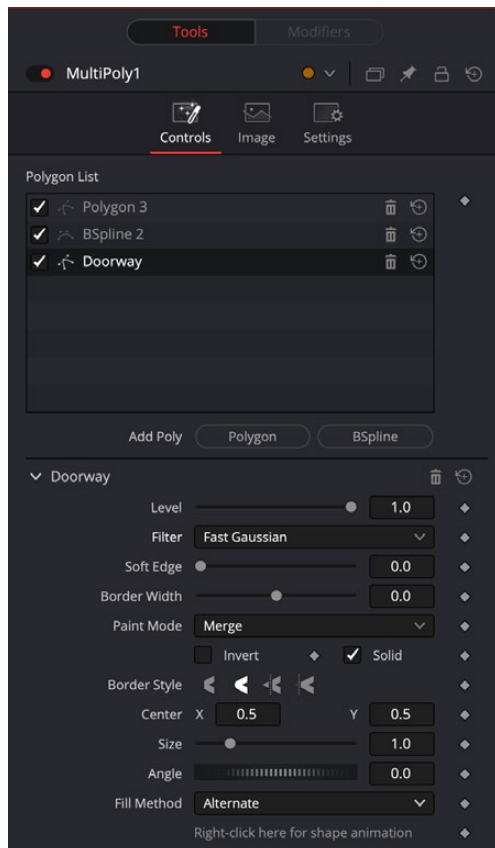 Tools Modifiers
MultiPoly1
Controls Image Settings
Polygon List
Polygon 3
BSpline 2
Doorway
Add Poly Polygon BSpline
Doorway
Level 1.0
Filter Fast Gaussian
Soft Edge 0.0
Border Width 0.0
Paint Mode Merge
Invert Solid
Border Style
Center X 0.5 Y 0.5
Size 1.0
Angle 0.0
Fill Method Alternate
Right-click here for shape animation